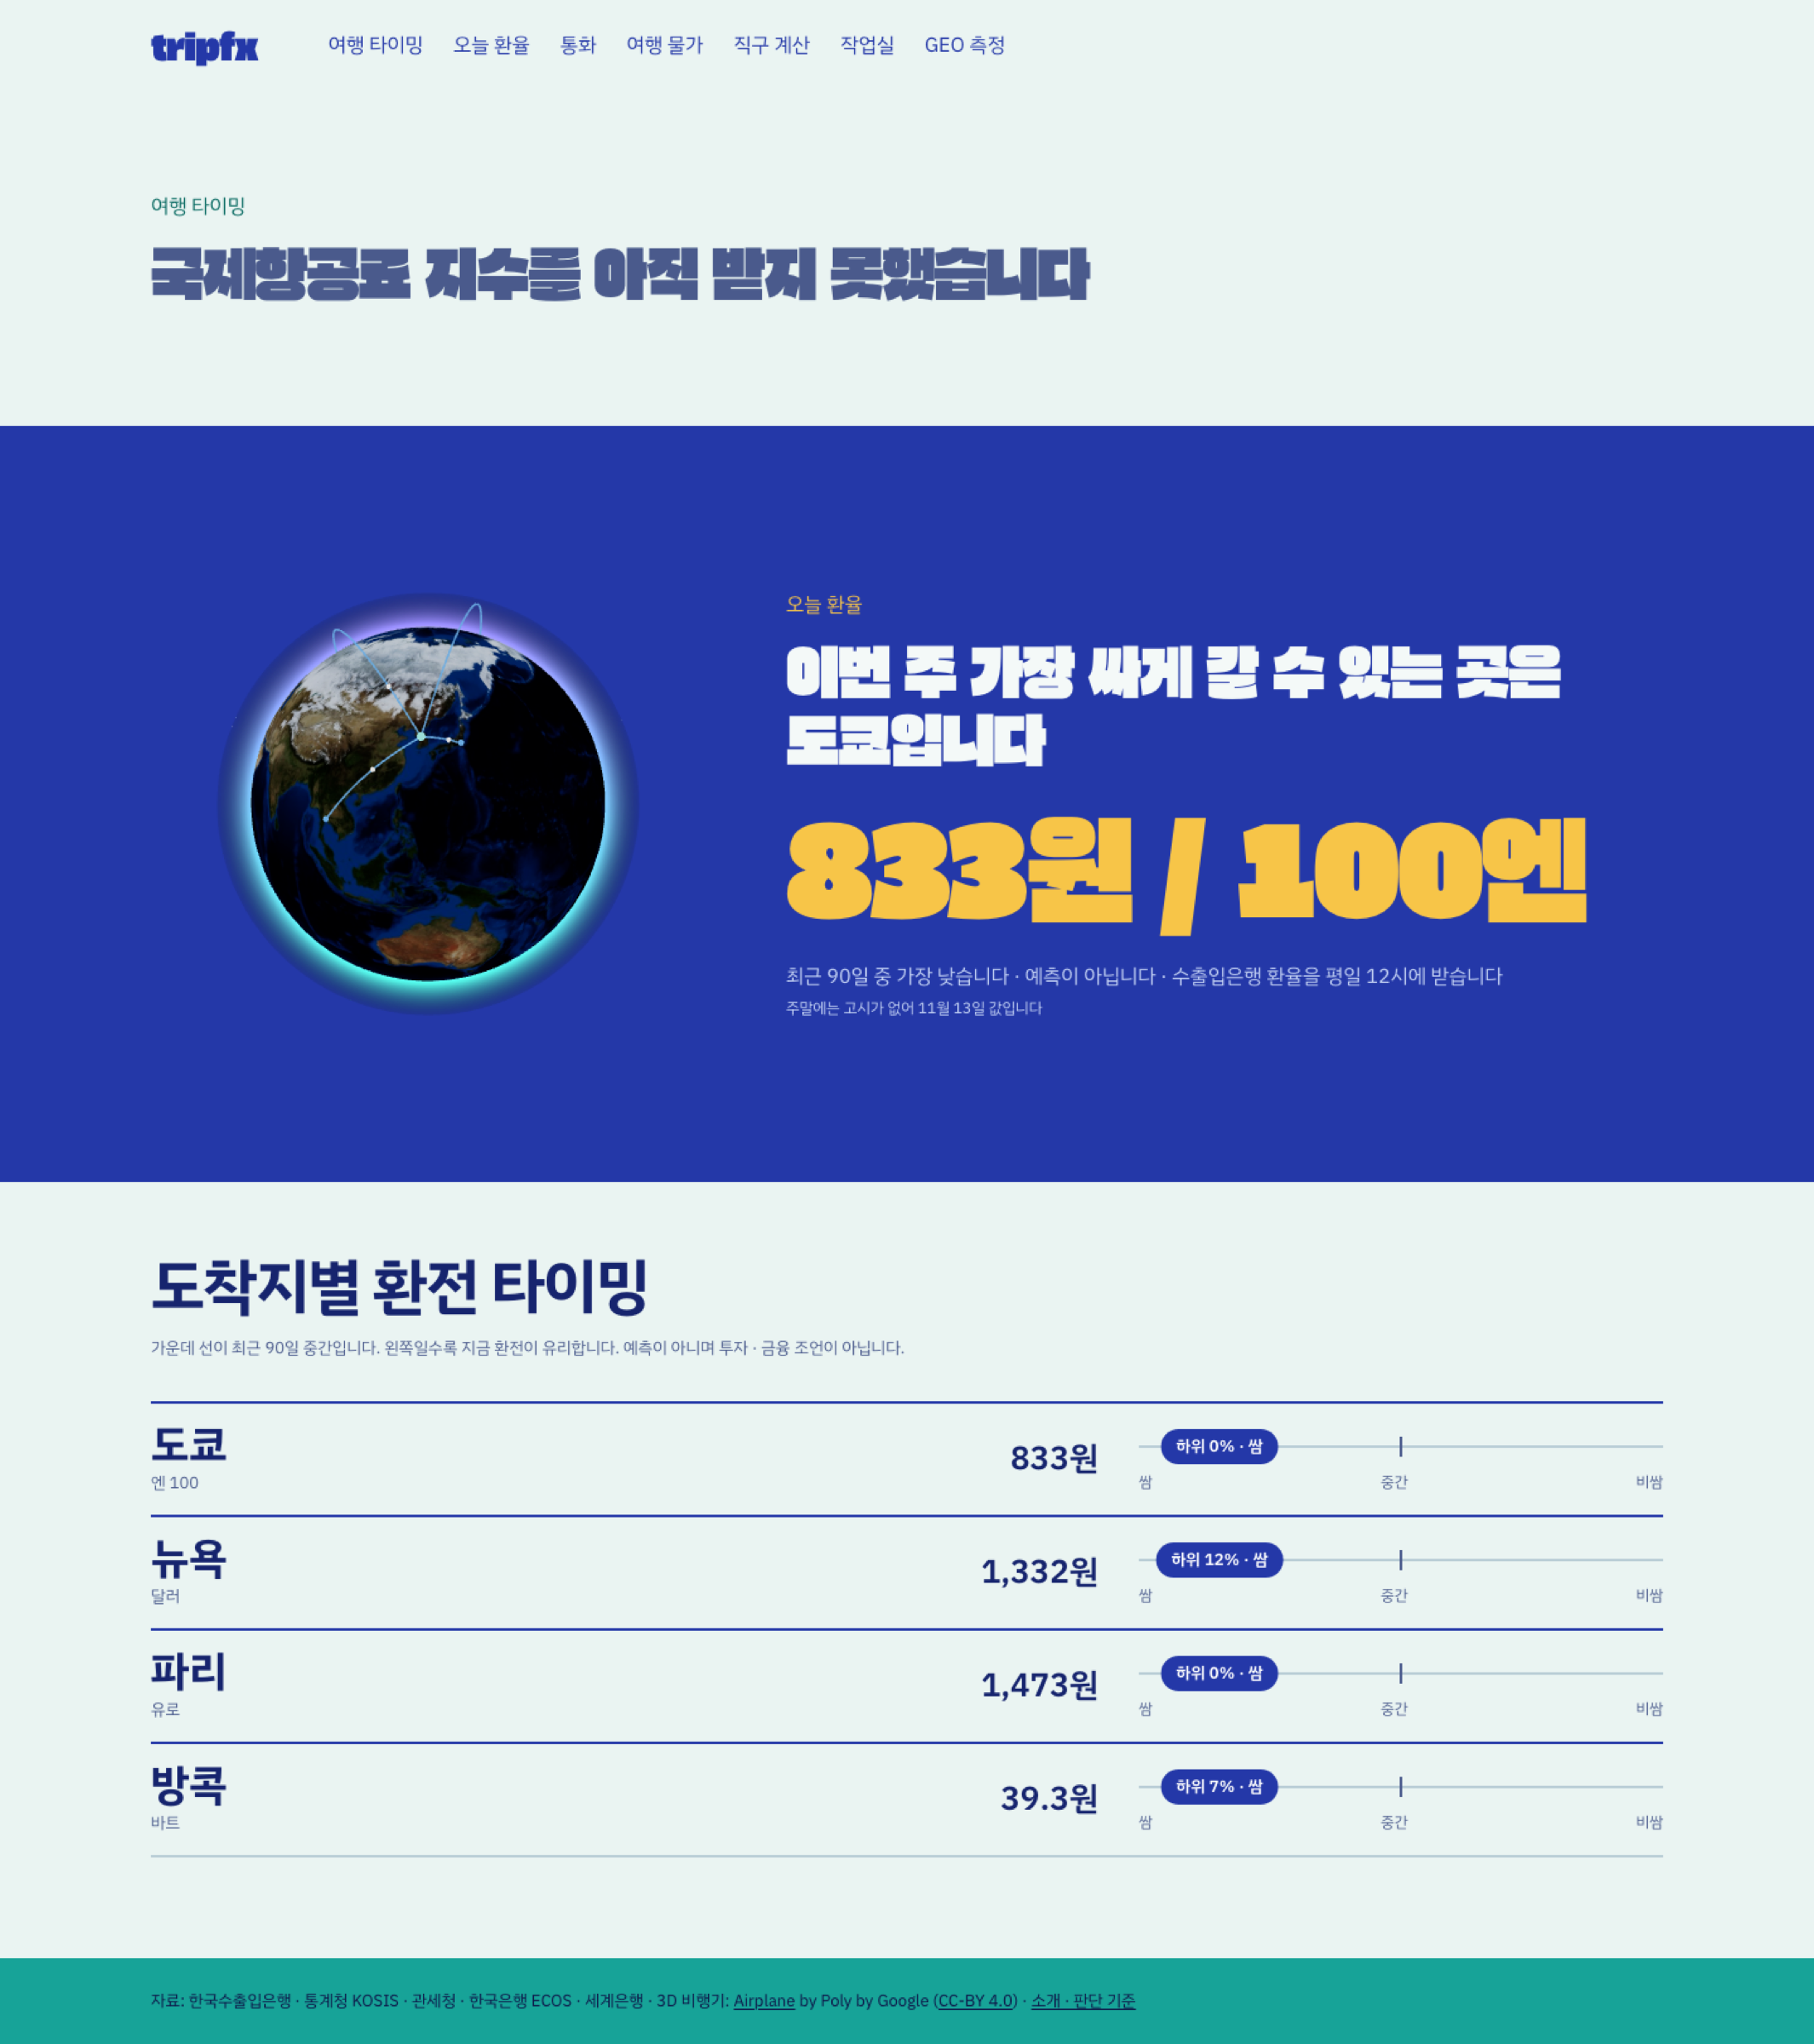 tripfx
여행 타이밍 오늘 환율 통화 여행 물가 직구 계산 작업실 GEO 측정
여행 타이밍
국제항공료 지수를 아직 받지 못했습니다
오늘 환율
이번 주 가장 싸게 갈 수 있는 곳은
도쿄입니다
833원 / 100엔
최근 90일 중 가장 낮습니다 · 예측이 아닙니다 · 수출입은행 환율을 평일 12시에 받습니다
주말에는 고시가 없어 11월 13일 값입니다
도착지별 환전 타이밍
가운데 선이 최근 90일 중간입니다. 왼쪽일수록 지금 환전이 유리합니다. 예측이 아니며 투자 · 금융 조언이 아닙니다.
도쿄
엔 100
833원
하위 0% · 쌈
쌈 중간 비쌈
뉴욕
달러
1,332원
하위 12% · 쌈
쌈 중간 비쌈
파리
유로
1,473원
하위 0% · 쌈
쌈 중간 비쌈
방콕
바트
39.3원
하위 7% · 쌈
쌈 중간 비쌈
자료: 한국수출입은행 · 통계청 KOSIS · 관세청 · 한국은행 ECOS · 세계은행 · 3D 비행기: Airplane by Poly by Google (CC-BY 4.0) · 소개 · 판단 기준